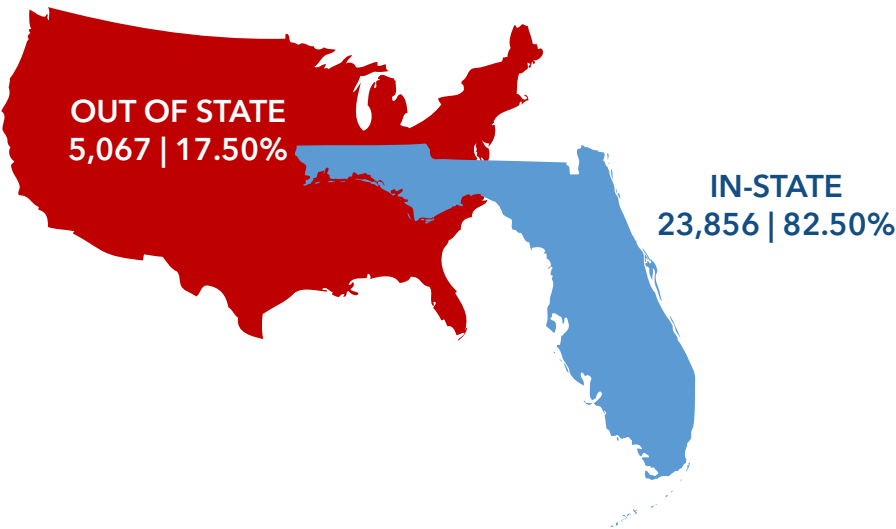 OUT OF STATE
5,067 | 17.50%
IN-STATE
23,856 | 82.50%